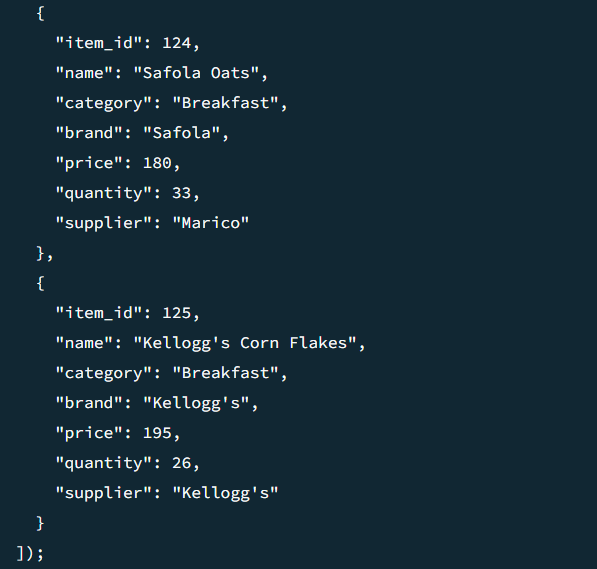 {
"item_id": 124,
"name": "Safola Oats",
"category": "Breakfast",
"brand": "Safola",
"price": 180,
"quantity": 33,
"supplier": "Marico"
},
{
"item_id": 125,
"name": "Kellogg's Corn Flakes",
"category": "Breakfast",
"brand": "Kellogg's",
"price": 195,
"quantity": 26,
"supplier": "Kellogg's"
}
]);